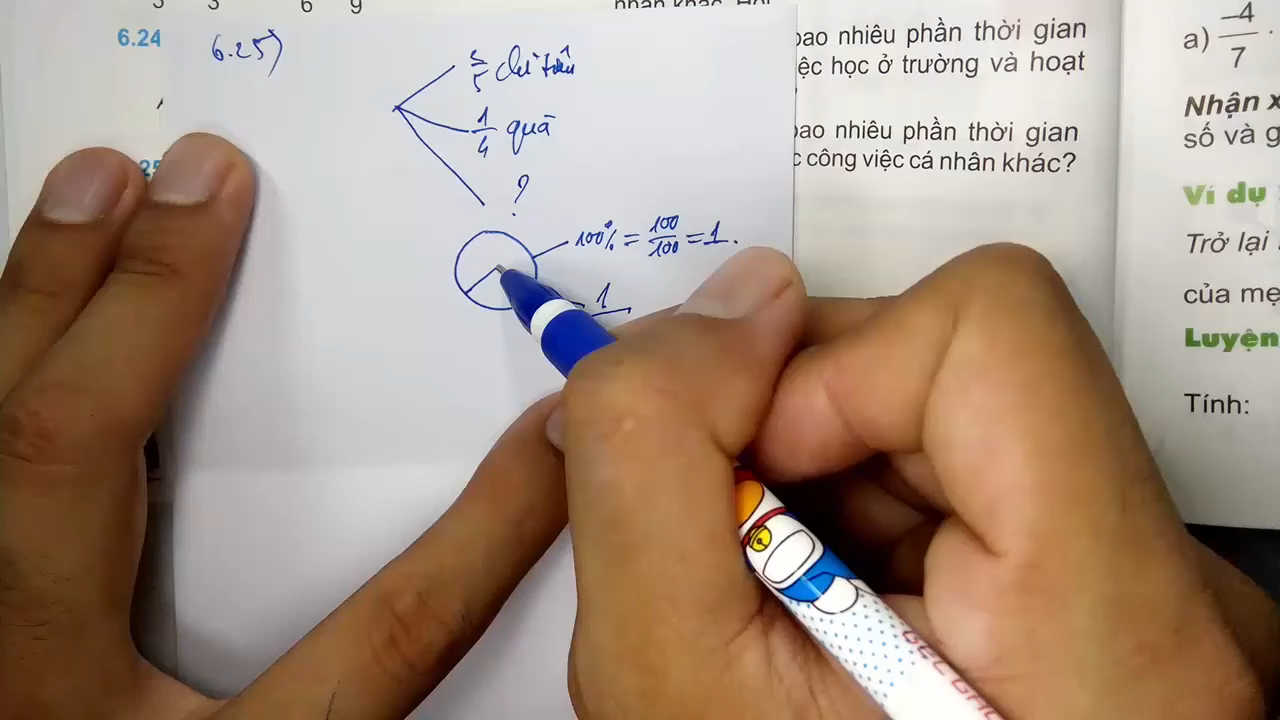 6.24
6.25)
3/5 chi tiêu
1/4 quà
?
100% = 100/100 = 1.
1
25
bao nhiêu phần thời gian
ệc học ở trường và hoạt
bao nhiêu phần thời gian
c công việc cá nhân khác?
a) –4/7 .
Nhận x
số và g
Ví dụ
Trở lại
của mẹ
Luyện
Tính: